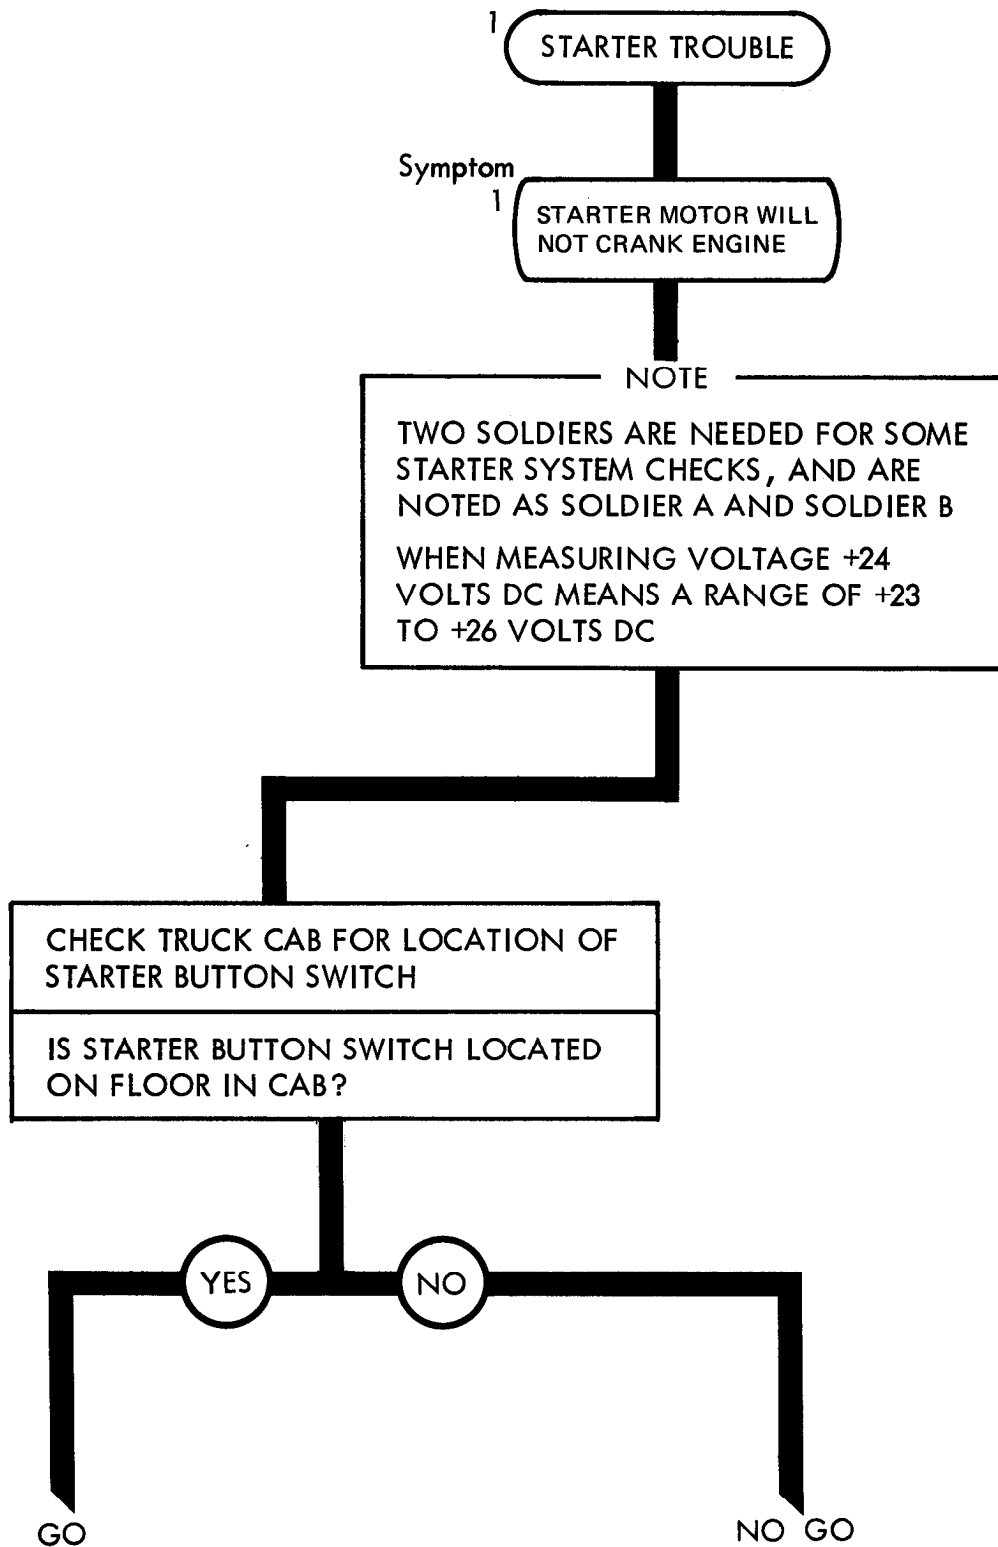 1
STARTER TROUBLE
Symptom
1
STARTER MOTOR WILL
NOT CRANK ENGINE
NOTE
TWO SOLDIERS ARE NEEDED FOR SOME
STARTER SYSTEM CHECKS, AND ARE
NOTED AS SOLDIER A AND SOLDIER B
WHEN MEASURING VOLTAGE +24
VOLTS DC MEANS A RANGE OF +23
TO +26 VOLTS DC
CHECK TRUCK CAB FOR LOCATION OF
STARTER BUTTON SWITCH
IS STARTER BUTTON SWITCH LOCATED
ON FLOOR IN CAB?
YES
NO
GO
NO GO